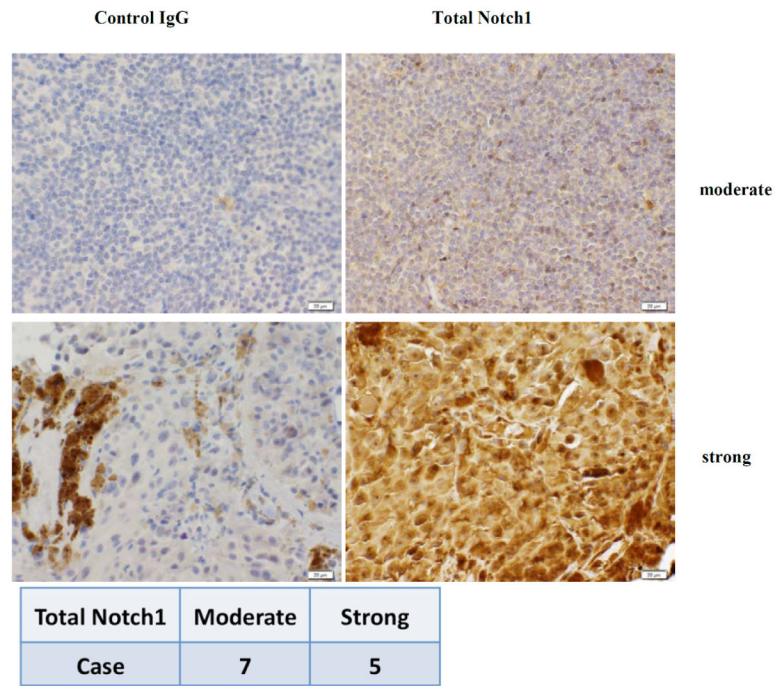 Control IgG Total Notch1
moderate
strong
Total Notch1 Moderate Strong
Case 7 5